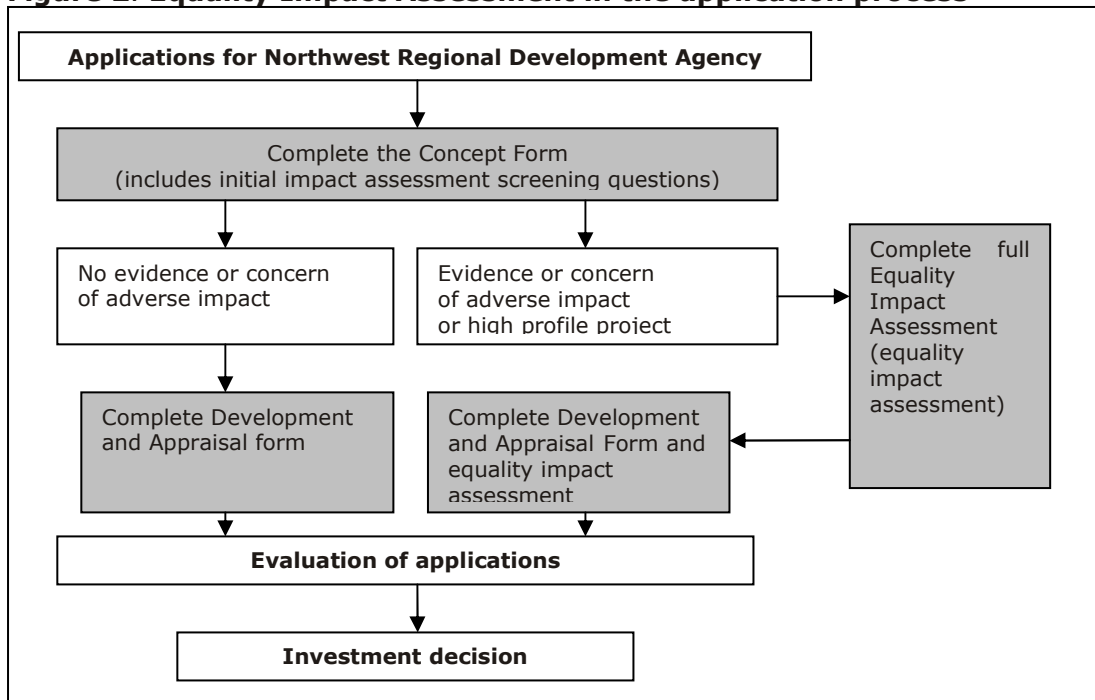 Figure 2: Equality Impact Assessment in the application process
Applications for Northwest Regional Development Agency
Complete the Concept Form
(includes initial impact assessment screening questions)
No evidence or concern
of adverse impact
Evidence or concern
of adverse impact
or high profile project
Complete full
Equality
Impact
Assessment
(equality
impact
assessment)
Complete Development
and Appraisal form
Complete Development
and Appraisal Form and
equality impact
assessment
Evaluation of applications
Investment decision